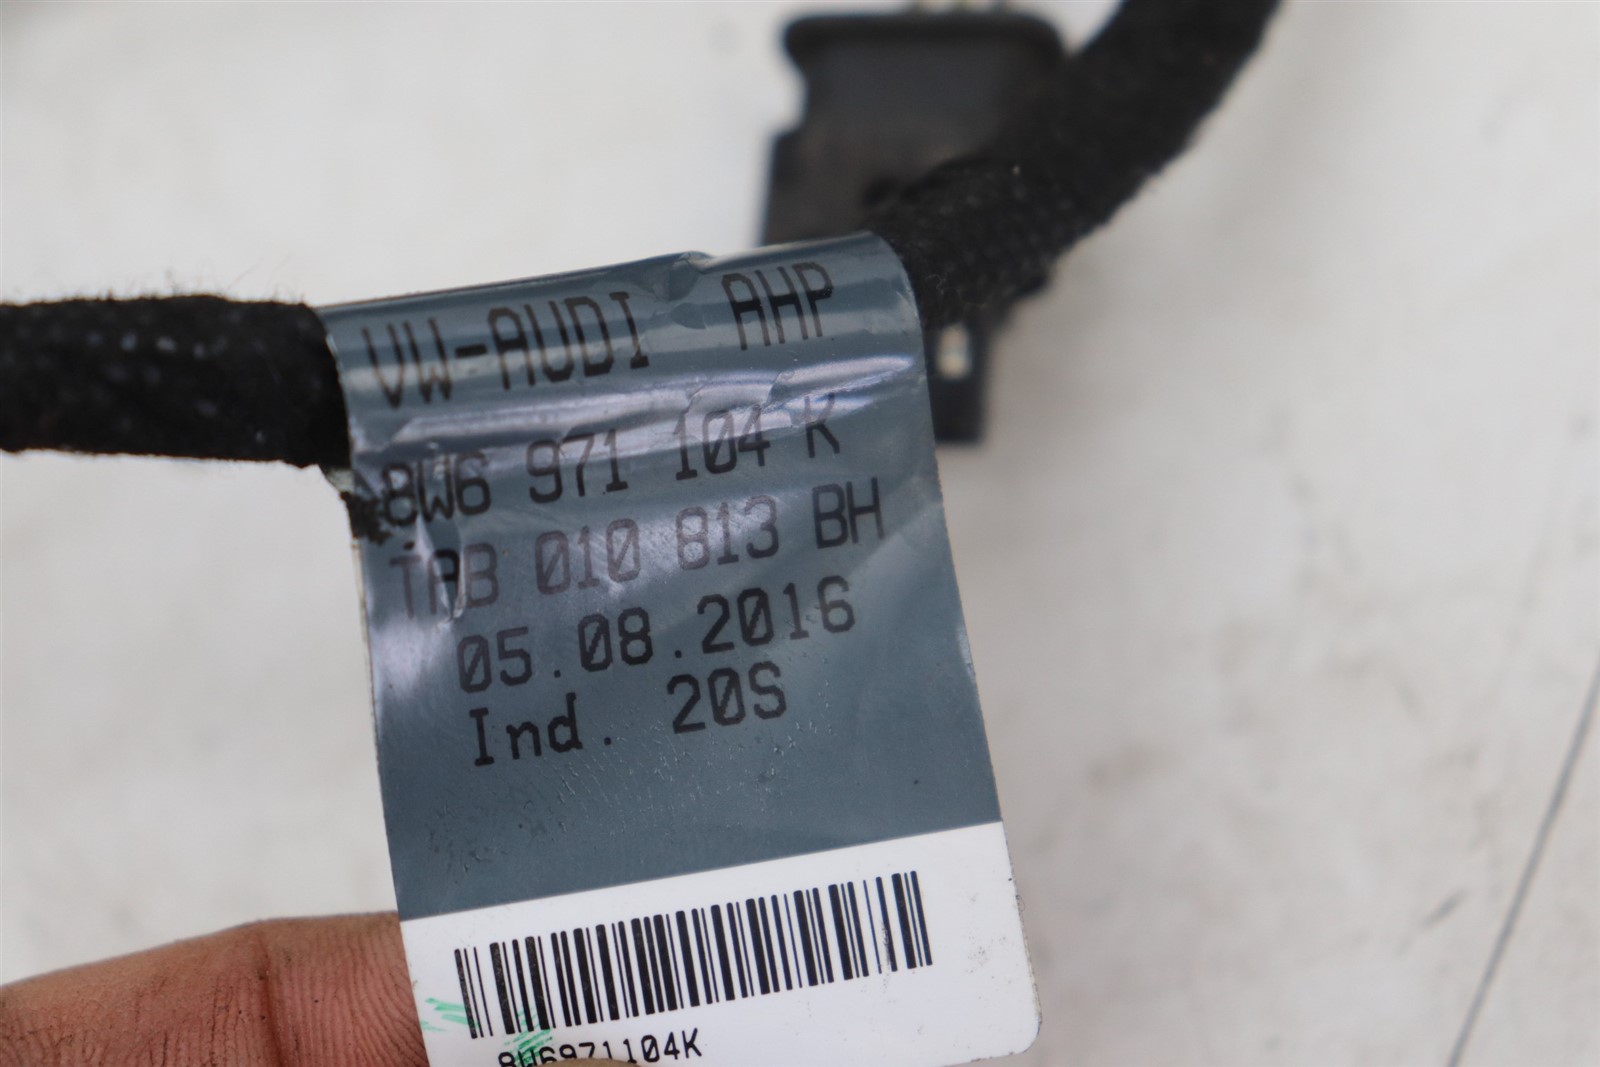 VW-AUDI AHP
8W6 971 104 K
TAB 010 813 BH
05.08.2016
Ind. 20S
8W6971104K